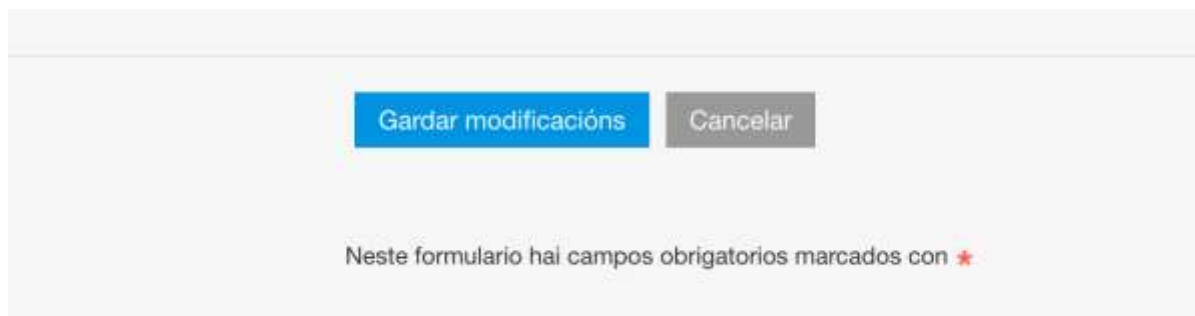 Gardar modificacións Cancelar
Neste formulario hai campos obrigatorios marcados con *